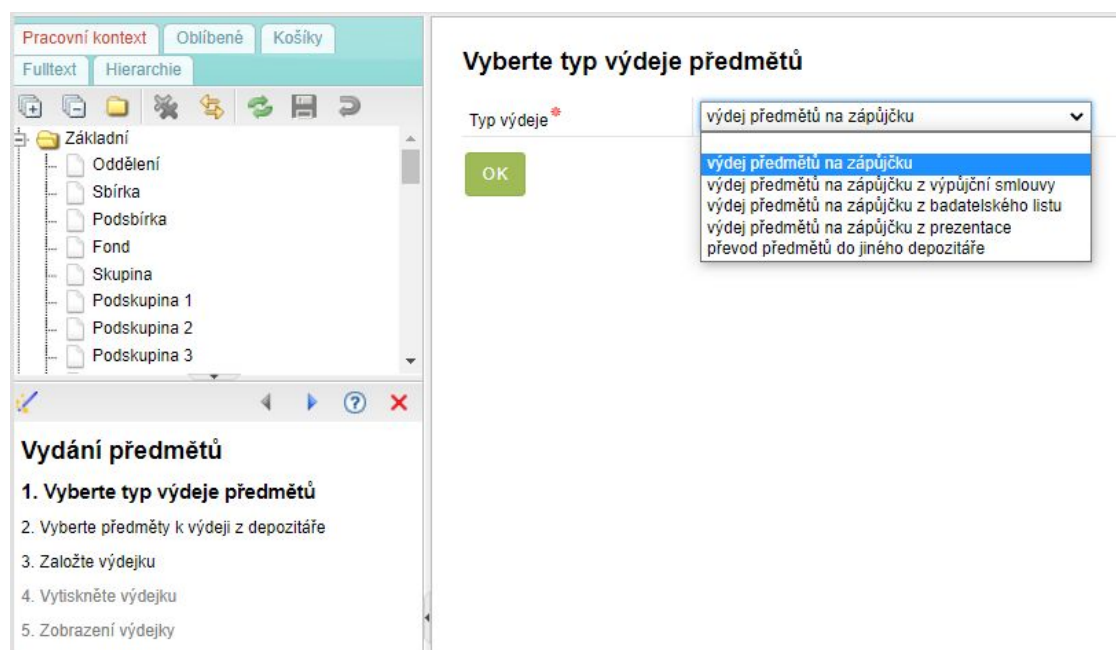 Pracovní kontext Oblíbené Košíky
Fulltext Hierarchie
Základní
Oddělení
Sbírka
Podsbírka
Fond
Skupina
Podskupina 1
Podskupina 2
Podskupina 3
Vydání předmětů
1. Vyberte typ výdeje předmětů
2. Vyberte předměty k výdeji z depozitáře
3. Založte výdejku
4. Vytiskněte výdejku
5. Zobrazení výdejky
Vyberte typ výdeje předmětů
Typ výdeje* výdej předmětů na zápůjčku
OK
výdej předmětů na zápůjčku
výdej předmětů na zápůjčku z výpůjční smlouvy
výdej předmětů na zápůjčku z badatelského listu
výdej předmětů na zápůjčku z prezentace
převod předmětů do jiného depozitáře